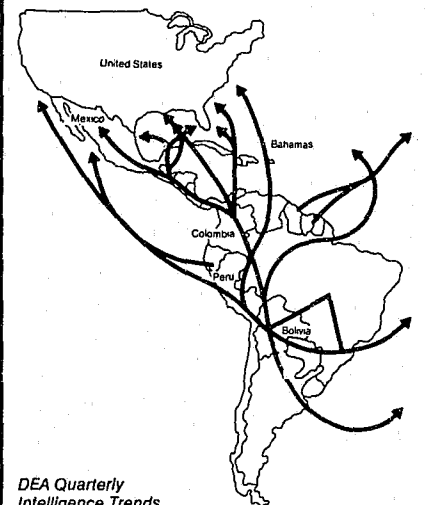 United States
Mexico
Bahamas
Colombia
Peru
Bolivia
DEA Quarterly
Intelligence Trends